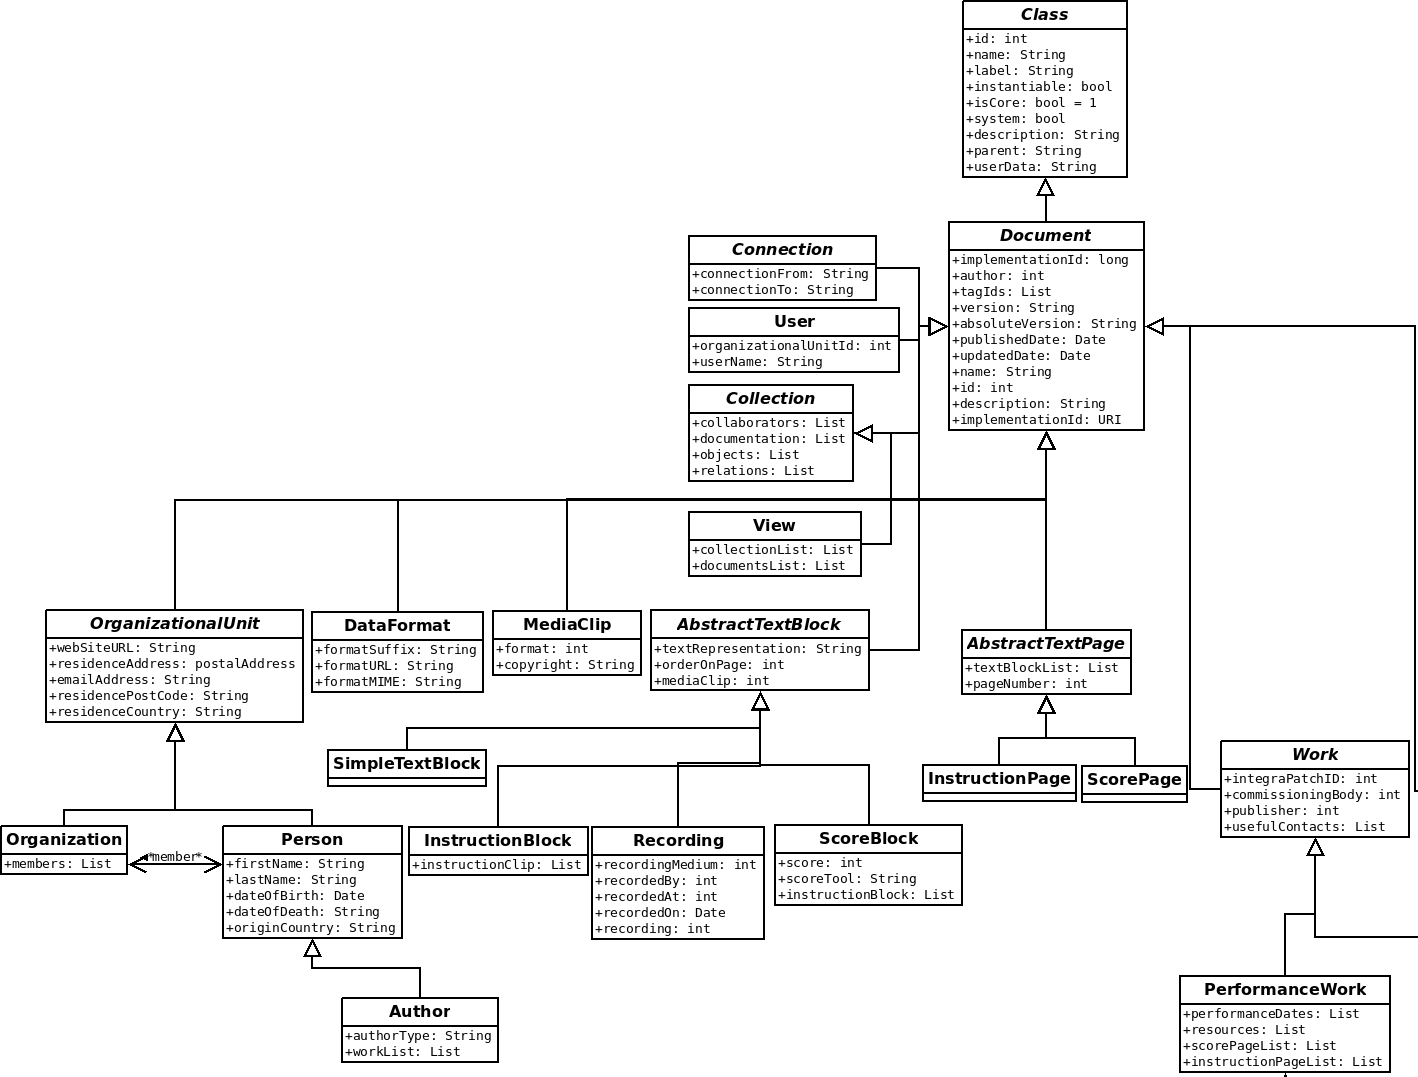 Class
+id: int
+name: String
+label: String
+instantiable: bool
+isCore: bool = 1
+system: bool
+description: String
+parent: String
+userData: String
Document
+implementationId: long
+author: int
+tagIds: List
+version: String
+absoluteVersion: String
+publishedDate: Date
+updatedDate: Date
+name: String
+id: int
+description: String
+implementationId: URI
Connection
+connectionFrom: String
+connectionTo: String
User
+organizationalUnitId: int
+userName: String
Collection
+collaborators: List
+documentation: List
+objects: List
+relations: List
View
+collectionList: List
+documentsList: List
OrganizationalUnit
+webSiteURL: String
+residenceAddress: postalAddress
+emailAddress: String
+residencePostCode: String
+residenceCountry: String
DataFormat
+formatSuffix: String
+formatURL: String
+formatMIME: String
MediaClip
+format: int
+copyright: String
AbstractTextBlock
+textRepresentation: String
+orderOnPage: int
+mediaClip: int
AbstractTextPage
+textBlockList: List
+pageNumber: int
SimpleTextBlock
InstructionPage
ScorePage
Work
+integraPatchID: int
+commissioningBody: int
+publisher: int
+usefulContacts: List
Organization
+members: List
*member*
Person
+firstName: String
+lastName: String
+dateOfBirth: Date
+dateOfDeath: String
+originCountry: String
InstructionBlock
+instructionClip: List
Recording
+recordingMedium: int
+recordedBy: int
+recordedAt: int
+recordedOn: Date
+recording: int
ScoreBlock
+score: int
+scoreTool: String
+instructionBlock: List
Author
+authorType: String
+workList: List
PerformanceWork
+performanceDates: List
+resources: List
+scorePageList: List
+instructionPageList: List